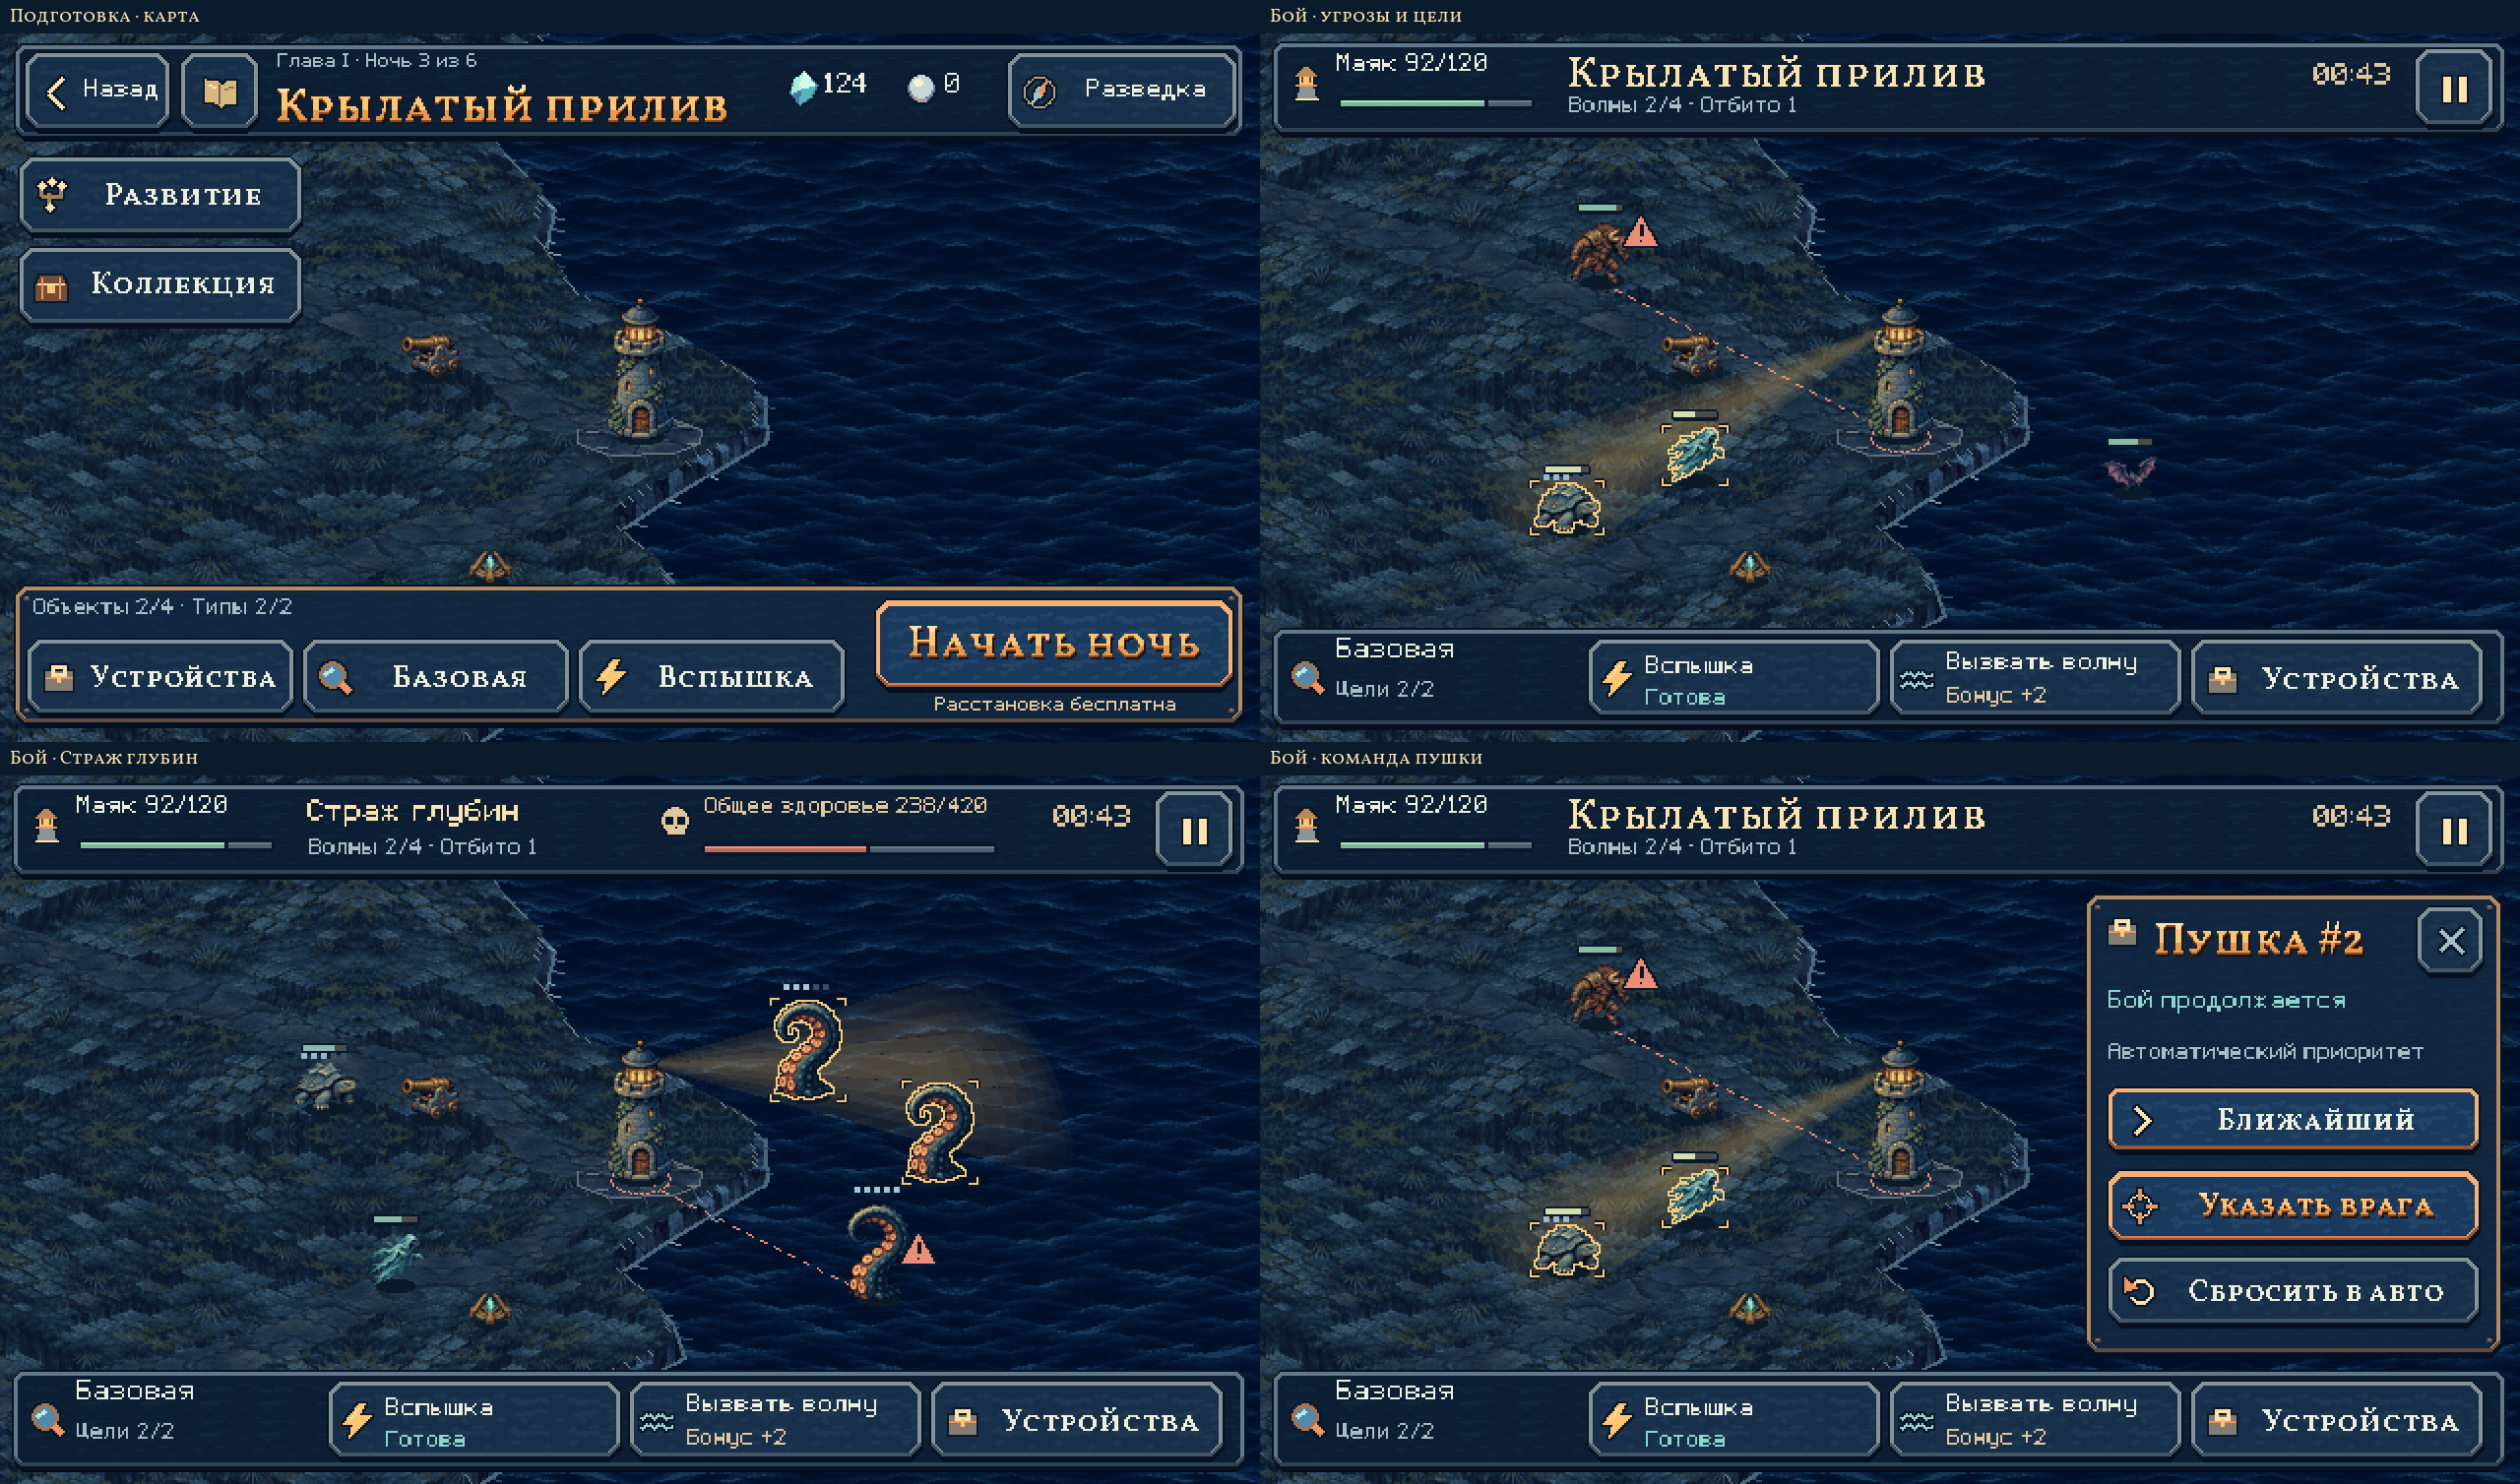 Подготовка · карта
Назад
Глава I · Ночь 3 из 6
Крылатый прилив
124
0
Разведка
Развитие
Коллекция
Объекты 2/4 · Типы 2/2
Устройства
Базовая
Вспышка
Начать ночь
Расстановка бесплатна
Бой · угрозы и цели
Маяк 92/120
Крылатый прилив
Волны 2/4 · Отбито 1
00:43
Базовая
Цели 2/2
Вспышка
Готова
Вызвать волну
Бонус +2
Устройства
Бой · Страж глубин
Маяк 92/120
Страж глубин
Волны 2/4 · Отбито 1
Общее здоровье 238/420
00:43
Базовая
Цели 2/2
Вспышка
Готова
Вызвать волну
Бонус +2
Устройства
Бой · команда пушки
Маяк 92/120
Крылатый прилив
Волны 2/4 · Отбито 1
00:43
Пушка #2
Бой продолжается
Автоматический приоритет
Ближайший
Указать врага
Сбросить в авто
Базовая
Цели 2/2
Вспышка
Готова
Вызвать волну
Бонус +2
Устройства